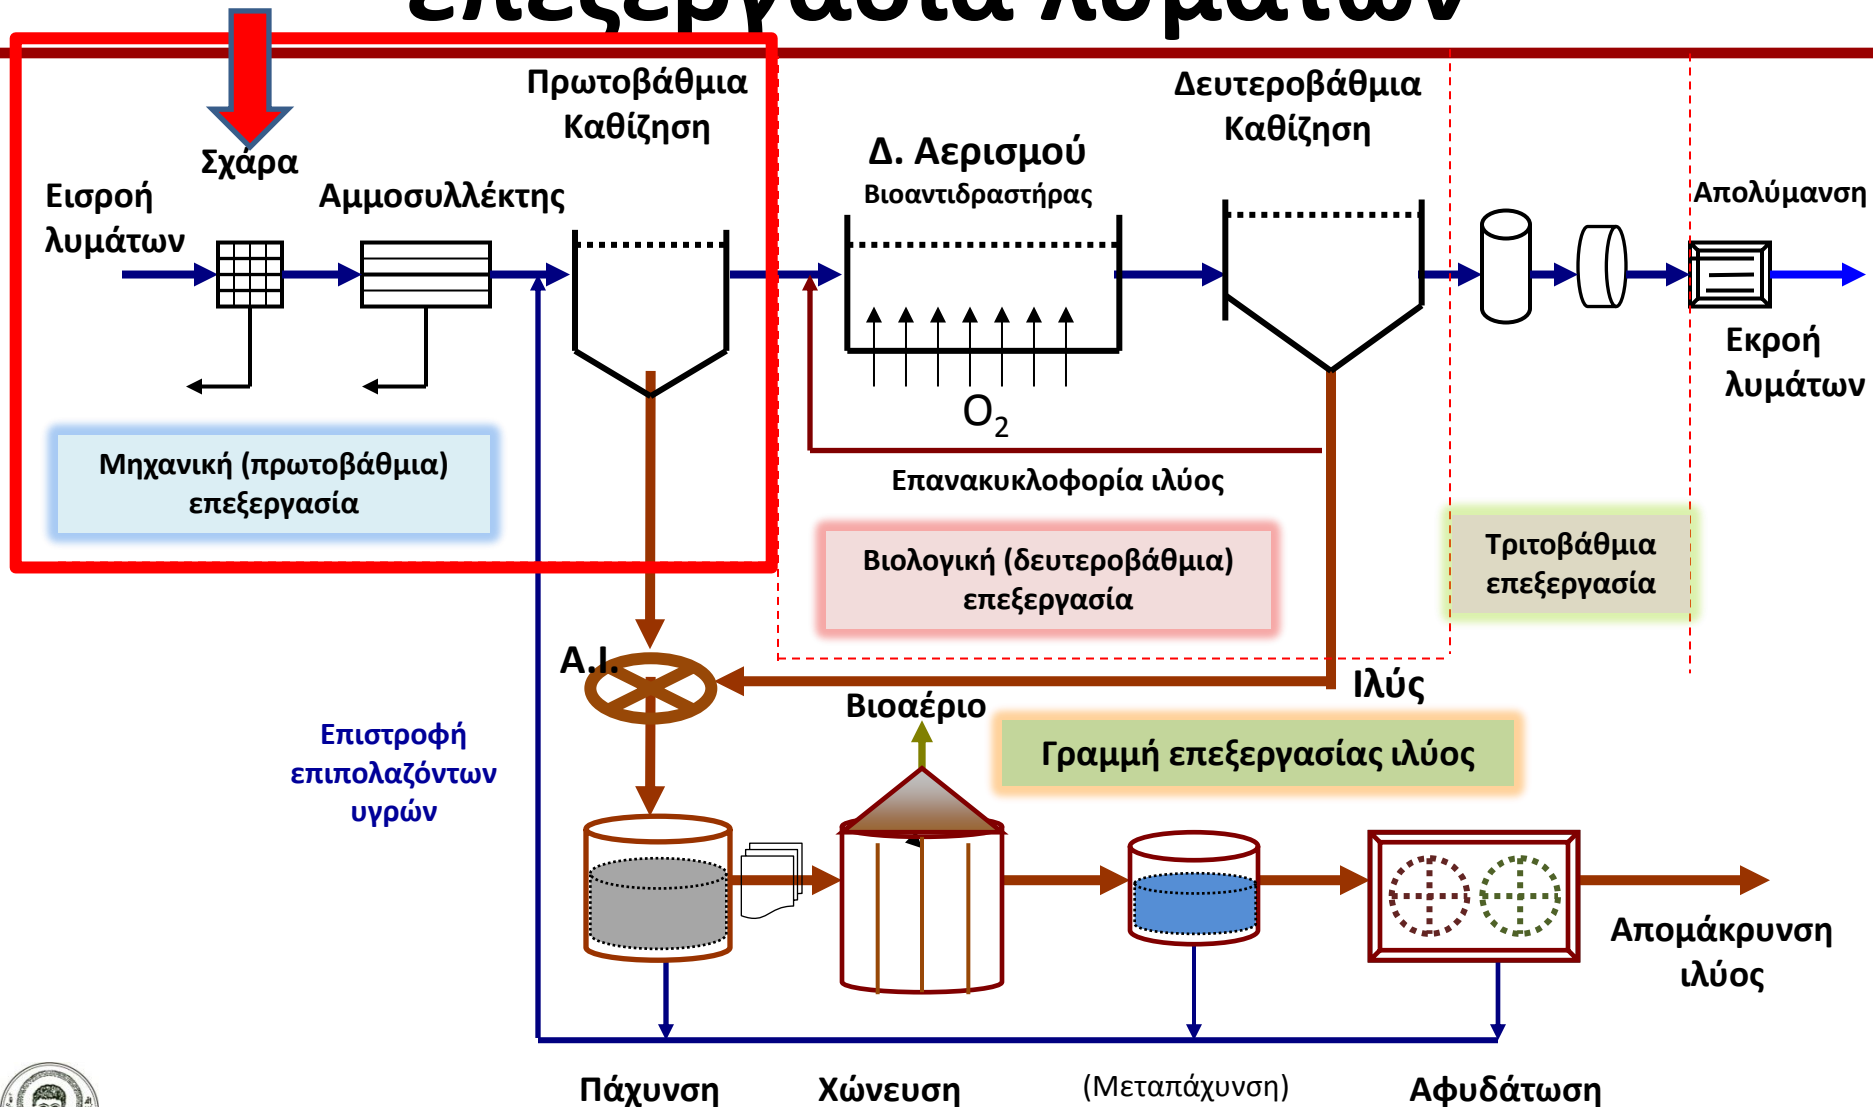 επεξεργασία λυμάτων
Πρωτοβάθμια
Καθίζηση
Δευτεροβάθμια
Καθίζηση
Σχάρα
Δ. Αερισμού
Βιοαντιδραστήρας
Εισροή
λυμάτων
Αμμοσυλλέκτης
Απολύμανση
Εκροή
λυμάτων
O₂
Μηχανική (πρωτοβάθμια)
επεξεργασία
Επανακυκλοφορία ιλύος
Βιολογική (δευτεροβάθμια)
επεξεργασία
Τριτοβάθμια
επεξεργασία
Α.Ι.
Ιλύς
Βιοαέριο
Επιστροφή
επιπολαζόντων
υγρών
Γραμμή επεξεργασίας ιλύος
Απομάκρυνση
ιλύος
Πάχυνση
Χώνευση
(Μεταπάχυνση)
Αφυδάτωση